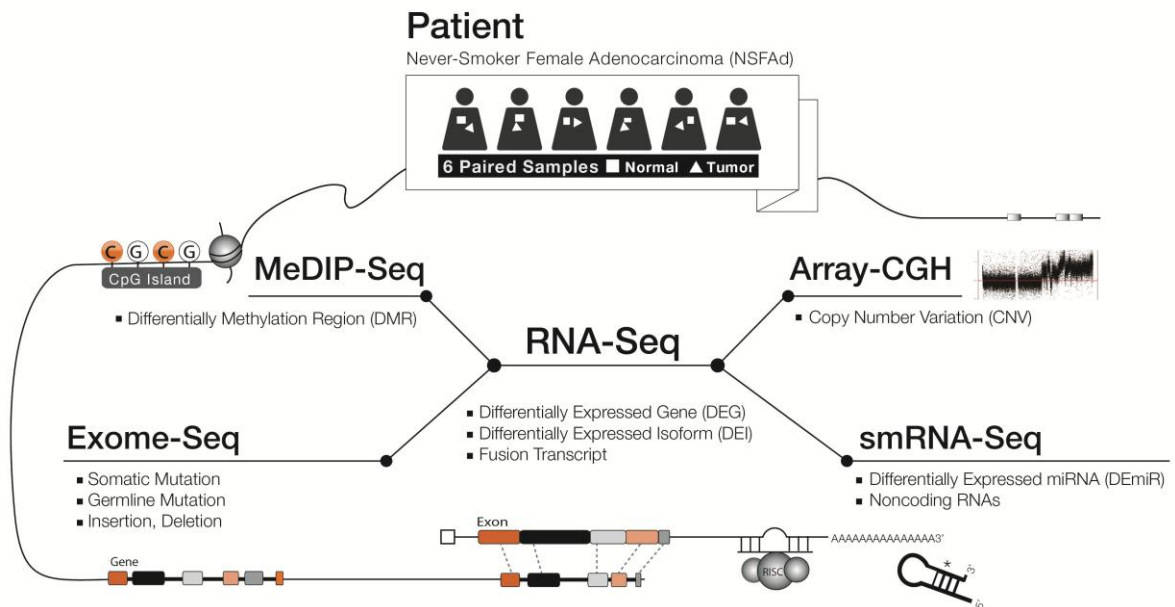 Patient
Never-Smoker Female Adenocarcinoma (NSFAd)
6 Paired Samples Normal Tumor
C G C G
CpG Island
MeDIP-Seq
▪ Differentially Methylation Region (DMR)
Array-CGH
▪ Copy Number Variation (CNV)
RNA-Seq
▪ Differentially Expressed Gene (DEG)
▪ Differentially Expressed Isoform (DEI)
▪ Fusion Transcript
Exome-Seq
▪ Somatic Mutation
▪ Germline Mutation
▪ Insertion, Deletion
smRNA-Seq
▪ Differentially Expressed miRNA (DEmiR)
▪ Noncoding RNAs
Exon
AAAAAAAAAAAAAAA3'
Gene
RISC
*
3'
5'